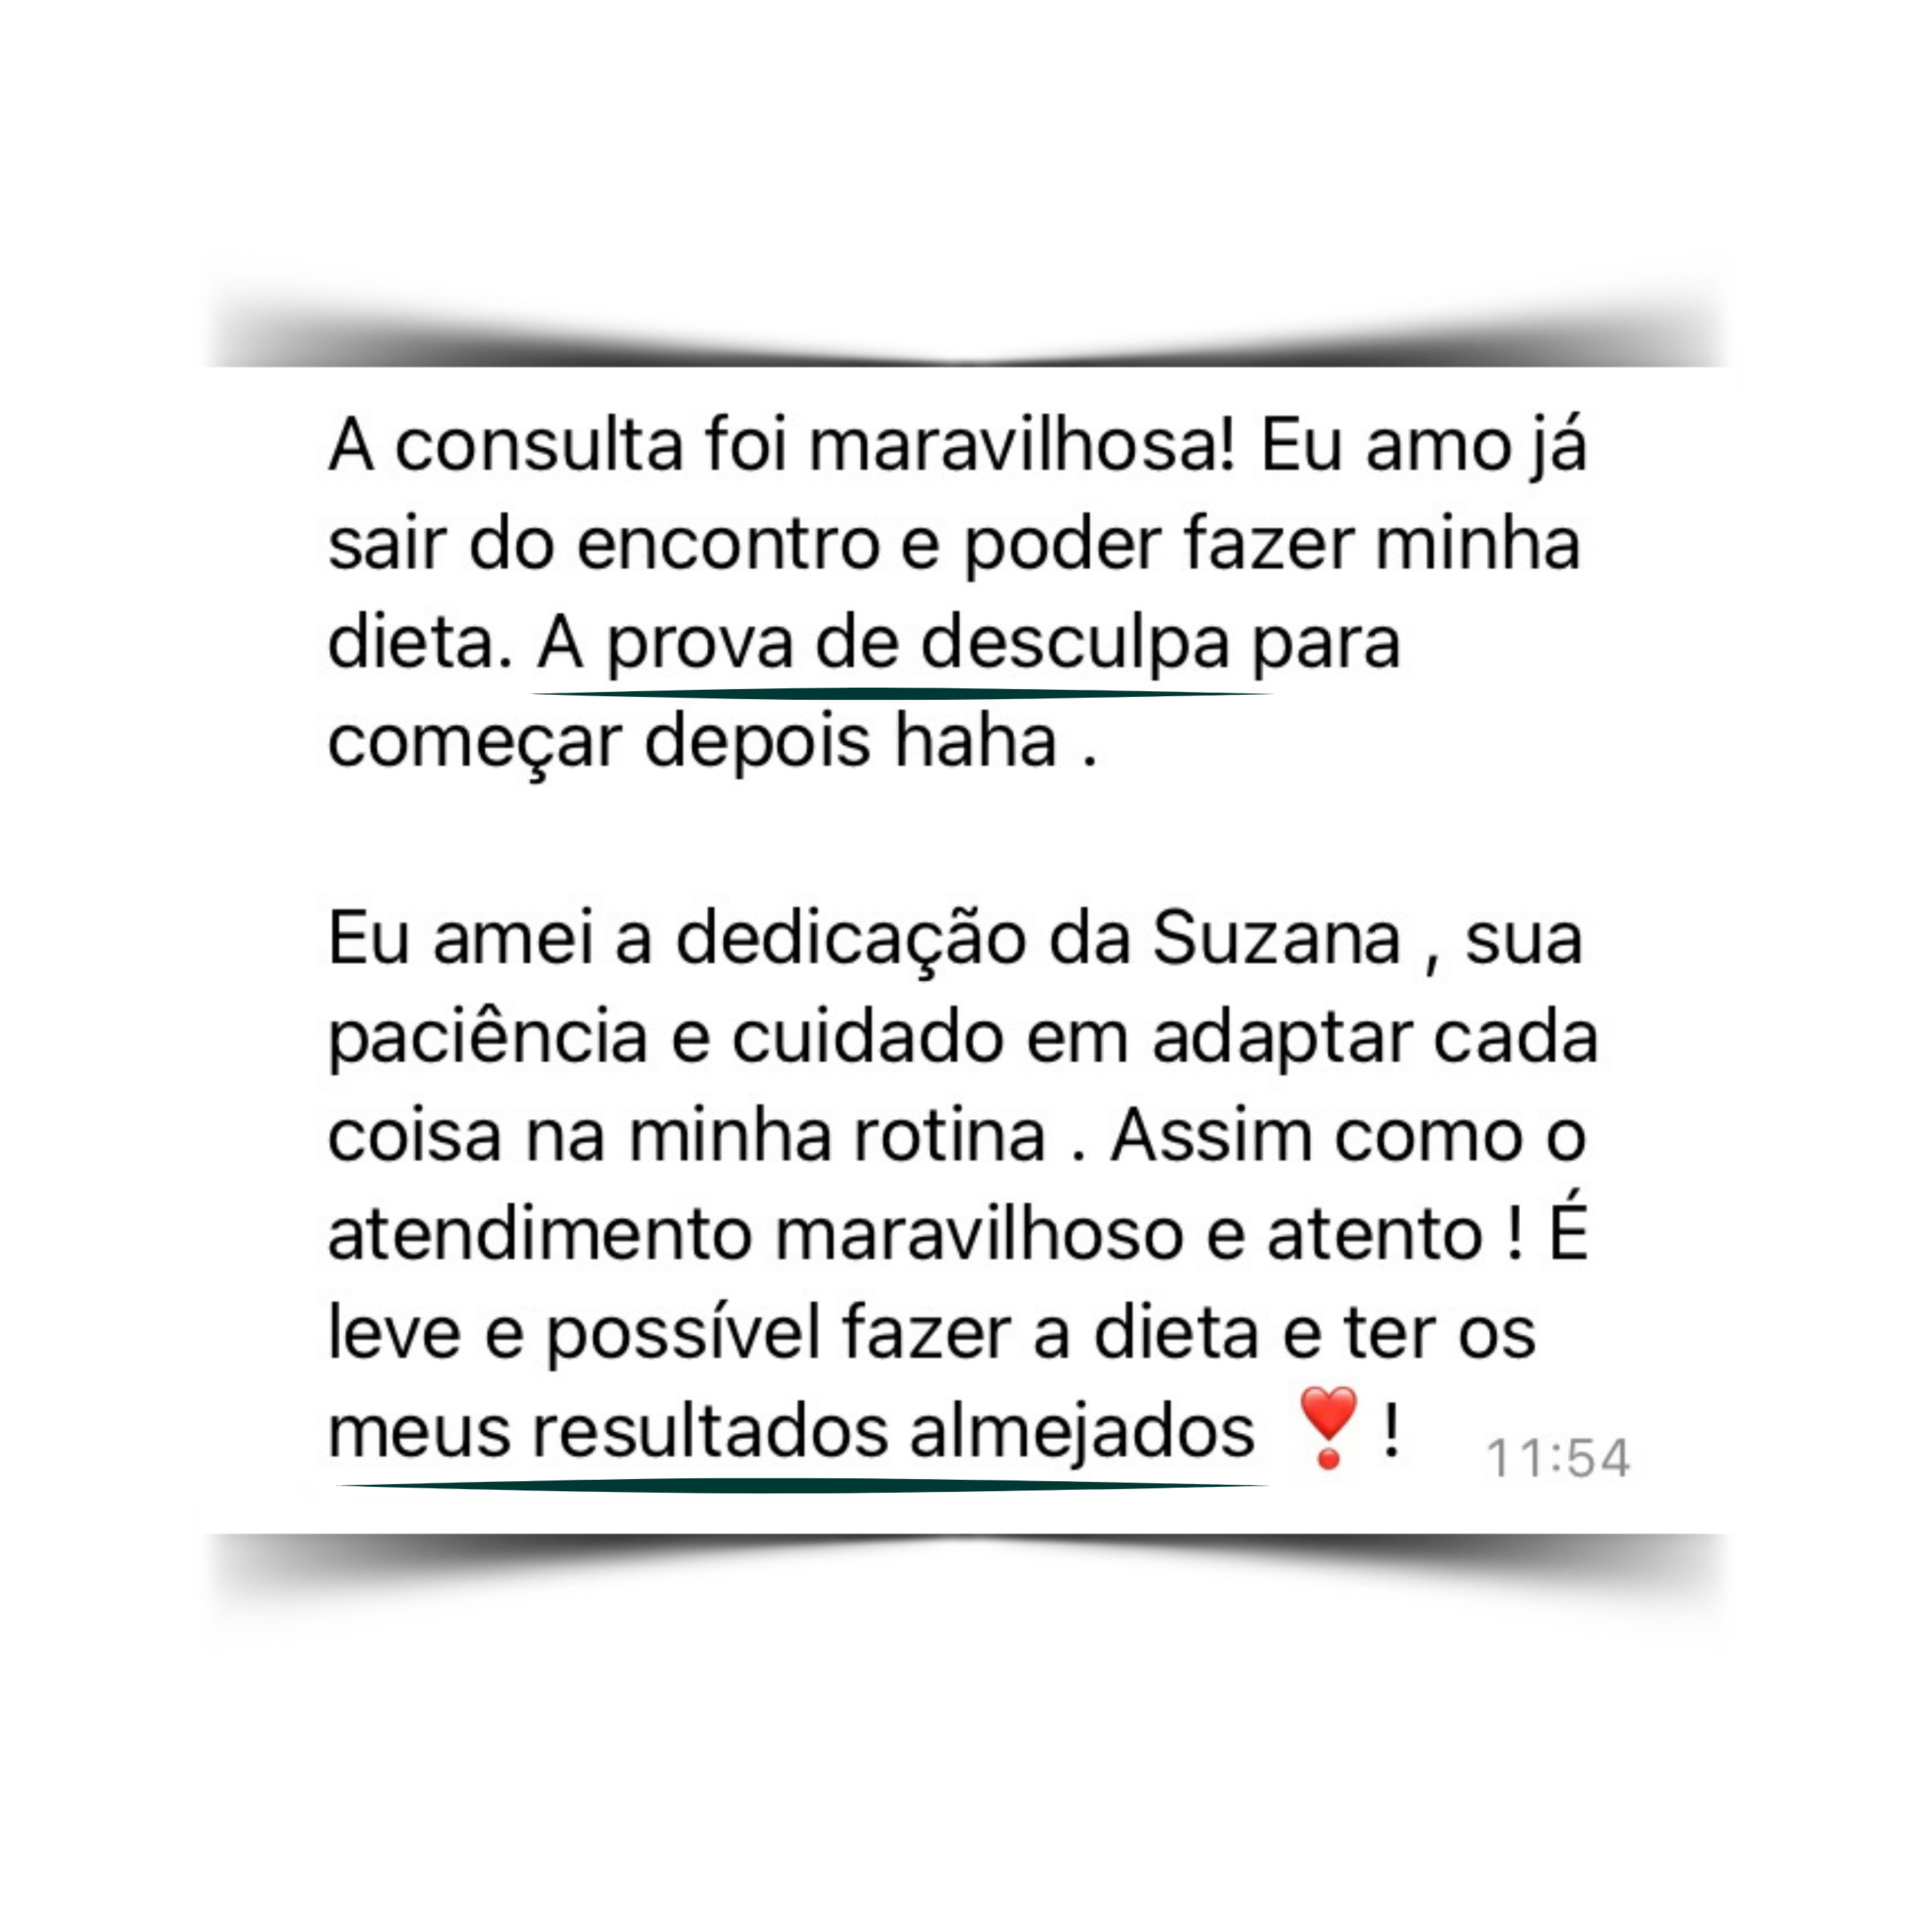 A consulta foi maravilhosa! Eu amo já
sair do encontro e poder fazer minha
dieta. A prova de desculpa para
começar depois haha .
Eu amei a dedicação da Suzana , sua
paciência e cuidado em adaptar cada
coisa na minha rotina . Assim como o
atendimento maravilhoso e atento ! É
leve e possível fazer a dieta e ter os
meus resultados almejados ❣️ ! 11:54